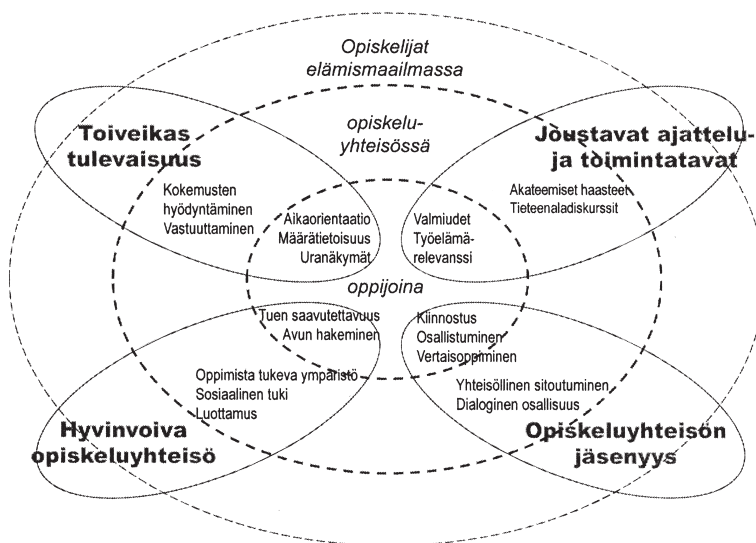 Opiskelijat
elämismaailmassa
opiskelu-
yhteisössä
Toiveikas
tulevaisuus
Joustavat ajattelu-
ja toimintatavat
Kokemusten
hyödyntäminen
Vastuuttaminen
Akateemiset haasteet
Tieteenaladiskurssit
Aikaorientaatio
Määrätietoisuus
Uranäkymät
Valmiudet
Työelämä-
relevanssi
oppijoina
Tuen saavutettavuus
Avun hakeminen
Kiinnostus
Osallistuminen
Vertaisoppiminen
Oppimista tukeva ympäristö
Sosiaalinen tuki
Luottamus
Yhteisöllinen sitoutuminen
Dialoginen osallisuus
Hyvinvoiva
opiskeluyhteisö
Opiskeluyhteisön
jäsenyys